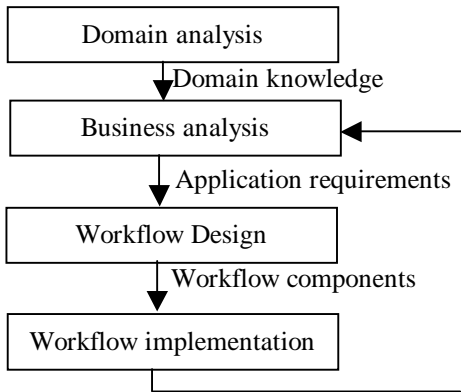 Domain analysis
Domain knowledge
Business analysis
Application requirements
Workflow Design
Workflow components
Workflow implementation